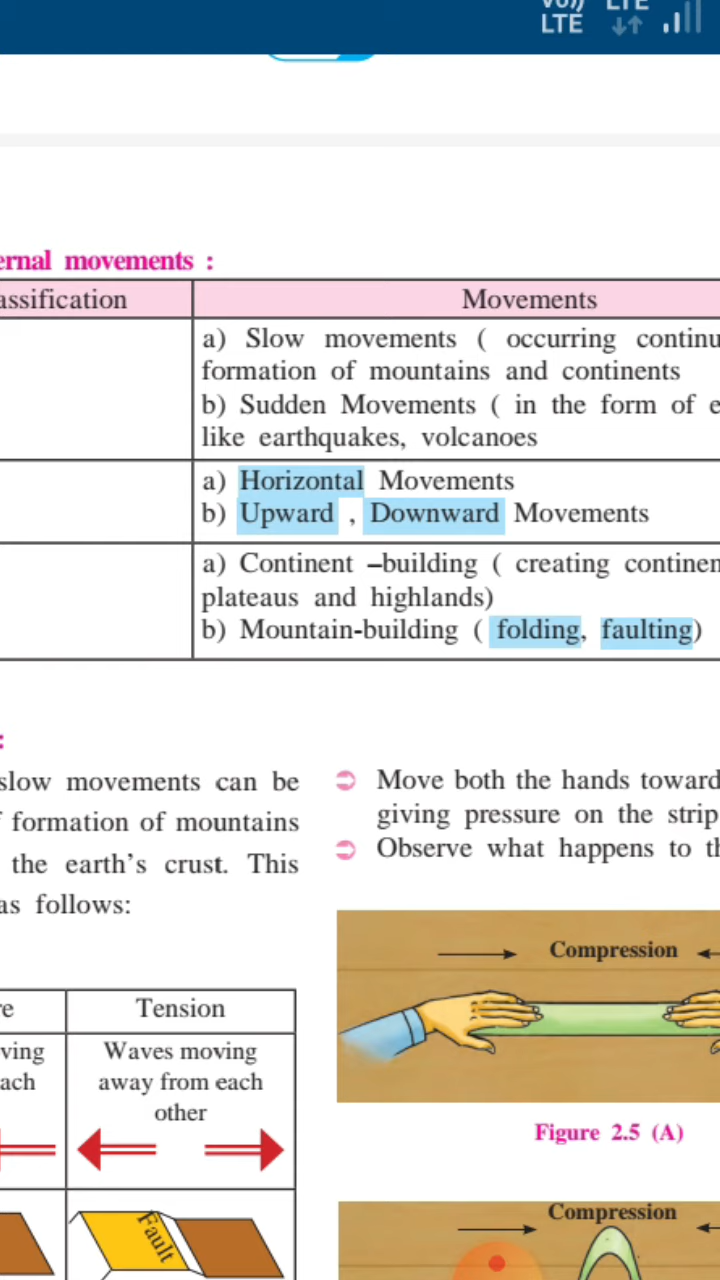 LTE
ernal movements :
assification
Movements
a) Slow movements ( occurring continu
formation of mountains and continents
b) Sudden Movements ( in the form of e
like earthquakes, volcanoes
a) Horizontal Movements
b) Upward , Downward Movements
a) Continent –building ( creating continen
plateaus and highlands)
b) Mountain-building ( folding, faulting)
:
slow movements can be
formation of mountains
the earth's crust. This
as follows:
re
Tension
ving
ach
Waves moving
away from each
other
Fault
➲ Move both the hands toward
giving pressure on the strip
➲ Observe what happens to th
Compression
Figure 2.5 (A)
Compression